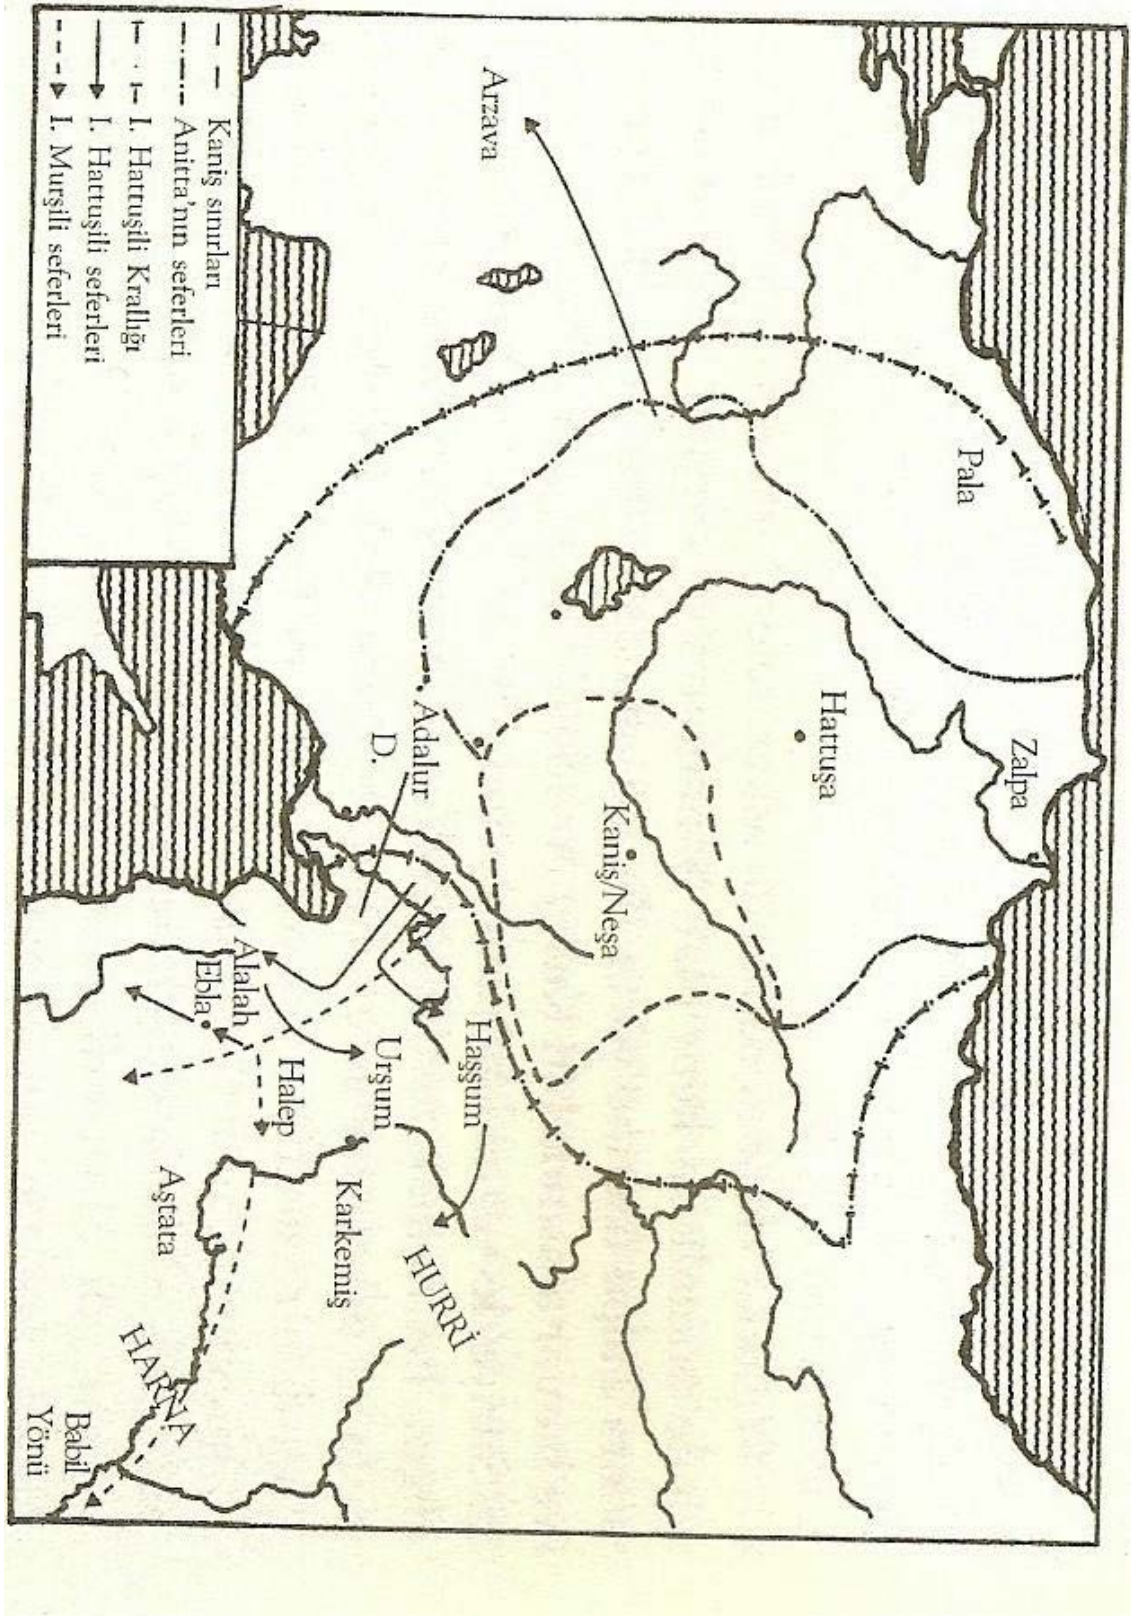 Pala
Zalpa
Arzava
Hattuşa
Kaniş/Neşa
Adalur
D.
Haşşum
HURRİ
Urşum
Karkemiş
Halep
Alalah
Ebla
Aştata
HARNA
Babil
Yönü
Kaniş sınırları
Anitta'nın seferleri
I. Hattuşili Krallığı
I. Hattuşili seferleri
I. Murşili seferleri